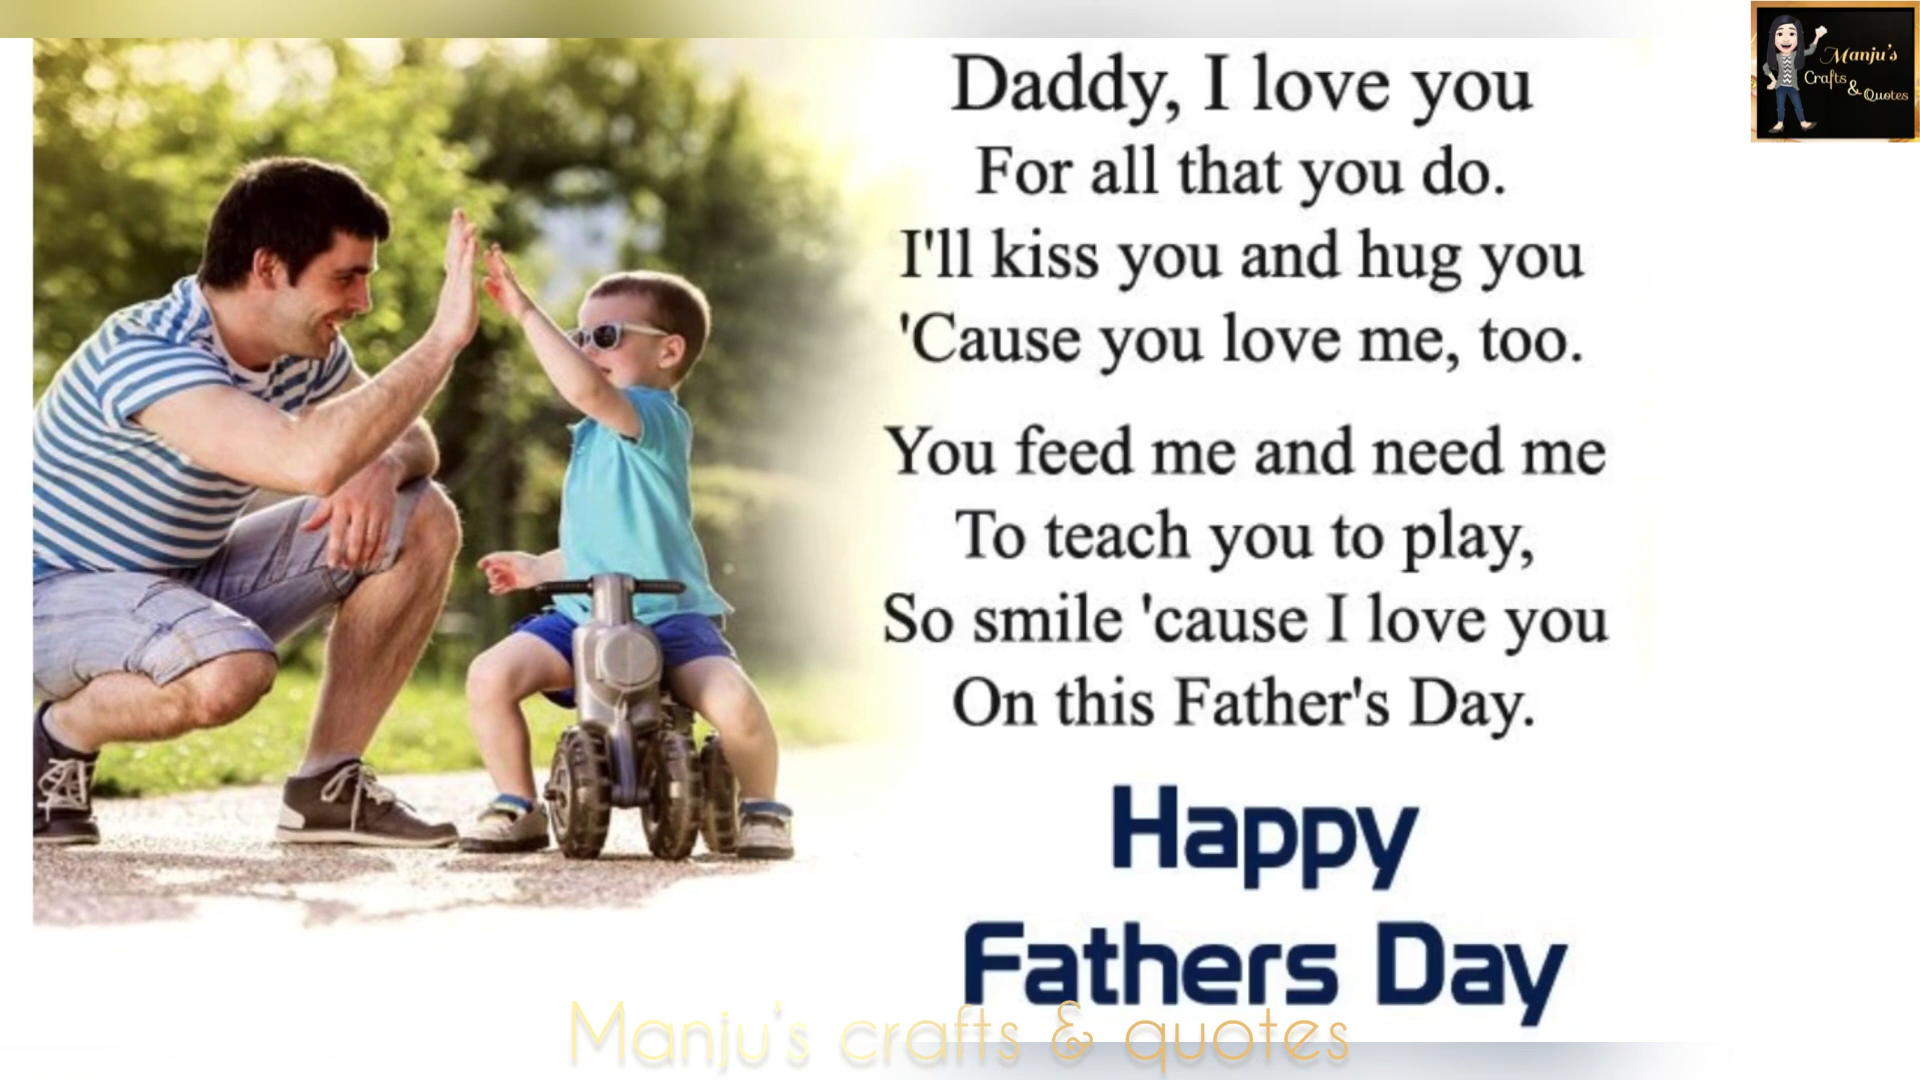 Daddy, I love you
For all that you do.
I'll kiss you and hug you
'Cause you love me, too.
You feed me and need me
To teach you to play,
So smile 'cause I love you
On this Father's Day.
Happy
Fathers Day
Manju's crafts & quotes
Manju's
Crafts
& Quotes